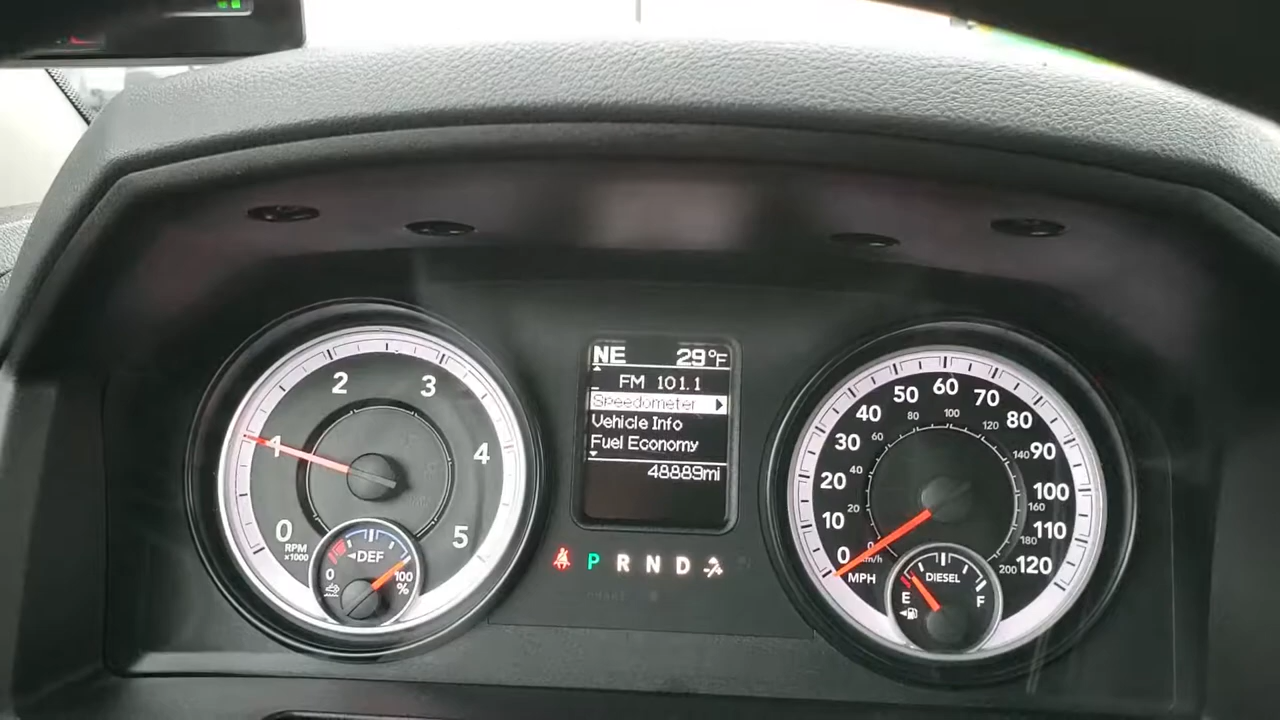 NE 29°F
FM 101.1
Speedometer
Vehicle Info
Fuel Economy
48889mi
0 1 2 3 4 5
RPM
x1000
DEF
0 100
%
P R N D
0 10 20 30 40 50 60 70 80 90 100 110 120
MPH
0 20 40 60 80 100 120 140 160 180 200
km/h
DIESEL
E F